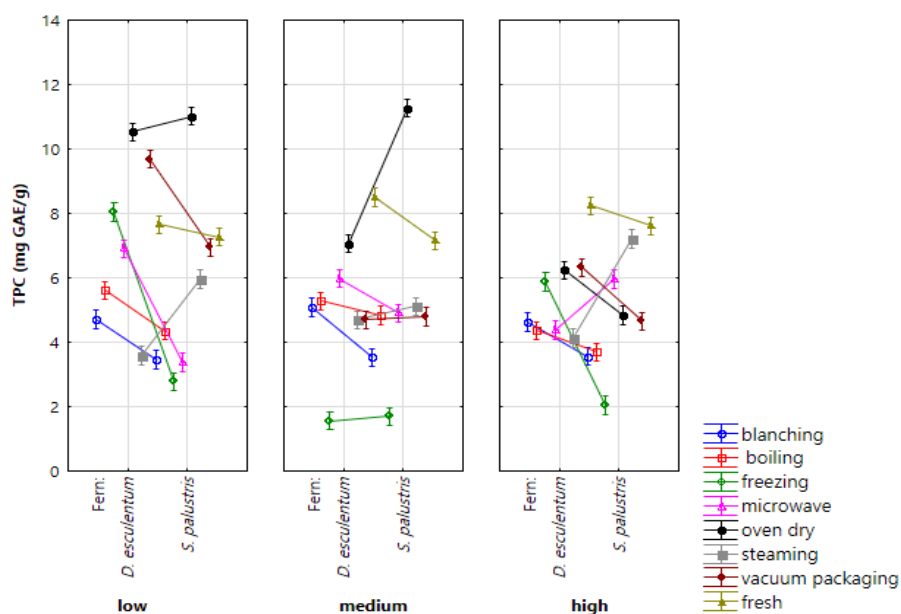 14
12
10
8
6
4
2
0
TPC (mg GAE/g)
Fern:
D. esculentum
S. palustris
low
Fern:
D. esculentum
S. palustris
medium
Fern:
D. esculentum
S. palustris
high
blanching
boiling
freezing
microwave
oven dry
steaming
vacuum packaging
fresh